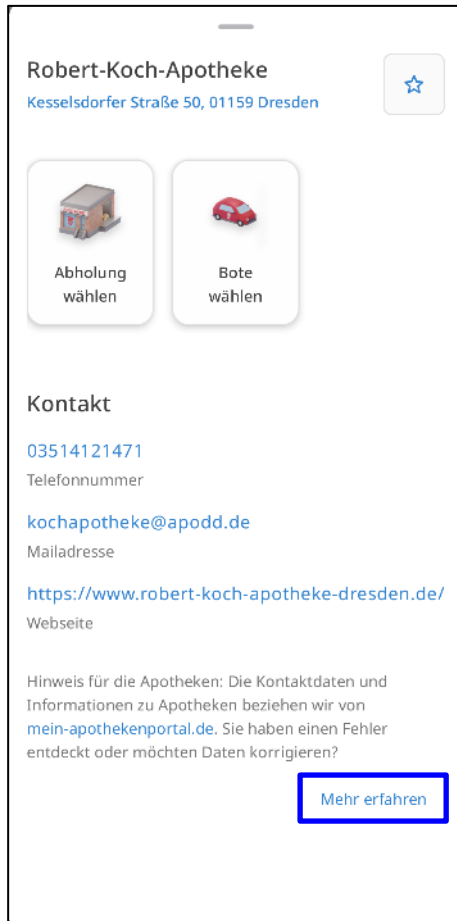 Robert-Koch-Apotheke
Kesselsdorfer Straße 50, 01159 Dresden
Abholung
wählen
Bote
wählen
Kontakt
03514121471
Telefonnummer
kochapotheke@apodd.de
Mailadresse
https://www.robert-koch-apotheke-dresden.de/
Webseite
Hinweis für die Apotheken: Die Kontaktdaten und
Informationen zu Apotheken beziehen wir von
mein-apothekenportal.de. Sie haben einen Fehler
entdeckt oder möchten Daten korrigieren?
Mehr erfahren